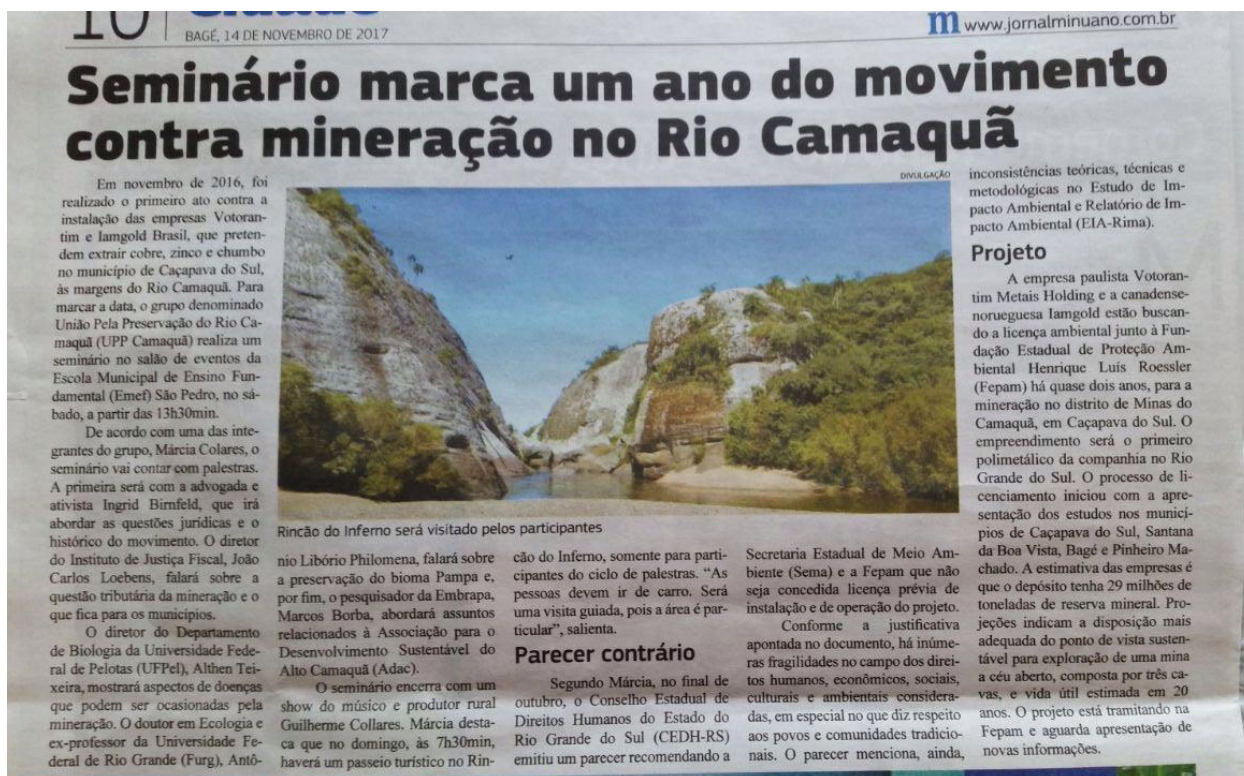 10
BAGÉ, 14 DE NOVEMBRO DE 2017
m www.jornalminuano.com.br
Seminário marca um ano do movimento
contra mineração no Rio Camaquã
Em novembro de 2016, foi
realizado o primeiro ato contra a
instalação das empresas Votoran-
tim e Iamgold Brasil, que preten-
dem extrair cobre, zinco e chumbo
no município de Caçapava do Sul,
às margens do Rio Camaquã. Para
marcar a data, o grupo denominado
União Pela Preservação do Rio Ca-
maquã (UPP Camaquã) realiza um
seminário no salão de eventos da
Escola Municipal de Ensino Fun-
damental (Emef) São Pedro, no sá-
bado, a partir das 13h30min.
De acordo com uma das inte-
grantes do grupo, Márcia Colares, o
seminário vai contar com palestras.
A primeira será com a advogada e
ativista Ingrid Birnfeld, que irá
abordar as questões jurídicas e o
histórico do movimento. O diretor
do Instituto de Justiça Fiscal, João
Carlos Loebens, falará sobre a
questão tributária da mineração e o
que fica para os municípios.
O diretor do Departamento
de Biologia da Universidade Fede-
ral de Pelotas (UFPel), Althen Tei-
xeira, mostrará aspectos de doenças
que podem ser ocasionadas pela
mineração. O doutor em Ecologia e
ex-professor da Universidade Fe-
deral de Rio Grande (Furg), Antô-
DIVULGAÇÃO
Rincão do Inferno será visitado pelos participantes
nio Libório Philomena, falará sobre
a preservação do bioma Pampa e,
por fim, o pesquisador da Embrapa,
Marcos Borba, abordará assuntos
relacionados à Associação para o
Desenvolvimento Sustentável do
Alto Camaquã (Adac).
O seminário encerra com um
show do músico e produtor rural
Guilherme Collares. Márcia desta-
ca que no domingo, às 7h30min,
haverá um passeio turístico no Rin-
cão do Inferno, somente para parti-
cipantes do ciclo de palestras. “As
pessoas devem ir de carro. Será
uma visita guiada, pois a área é par-
ticular”, salienta.
Parecer contrário
Segundo Márcia, no final de
outubro, o Conselho Estadual de
Direitos Humanos do Estado do
Rio Grande do Sul (CEDH-RS)
emitiu um parecer recomendando a
Secretaria Estadual de Meio Am-
biente (Sema) e a Fepam que não
seja concedida licença prévia de
instalação e de operação do projeto.
Conforme a justificativa
apontada no documento, há inúme-
ras fragilidades no campo dos direi-
tos humanos, econômicos, sociais,
culturais e ambientais considera-
das, em especial no que diz respeito
aos povos e comunidades tradicio-
nais. O parecer menciona, ainda,
inconsistências teóricas, técnicas e
metodológicas no Estudo de Im-
pacto Ambiental e Relatório de Im-
pacto Ambiental (EIA-Rima).
Projeto
A empresa paulista Votoran-
tim Metais Holding e a canadense-
norueguesa Iamgold estão buscan-
do a licença ambiental junto à Fun-
dação Estadual de Proteção Am-
biental Henrique Luis Roessler
(Fepam) há quase dois anos, para a
mineração no distrito de Minas do
Camaquã, em Caçapava do Sul. O
empreendimento será o primeiro
polimetálico da companhia no Rio
Grande do Sul. O processo de li-
cenciamento iniciou com a apre-
sentação dos estudos nos municí-
pios de Caçapava do Sul, Santana
da Boa Vista, Bagé e Pinheiro Ma-
chado. A estimativa das empresas é
que o depósito tenha 29 milhões de
toneladas de reserva mineral. Pro-
jeções indicam a disposição mais
adequada do ponto de vista susten-
tável para exploração de uma mina
a céu aberto, composta por três ca-
vas, e vida útil estimada em 20
anos. O projeto está tramitando na
Fepam e aguarda apresentação de
novas informações.